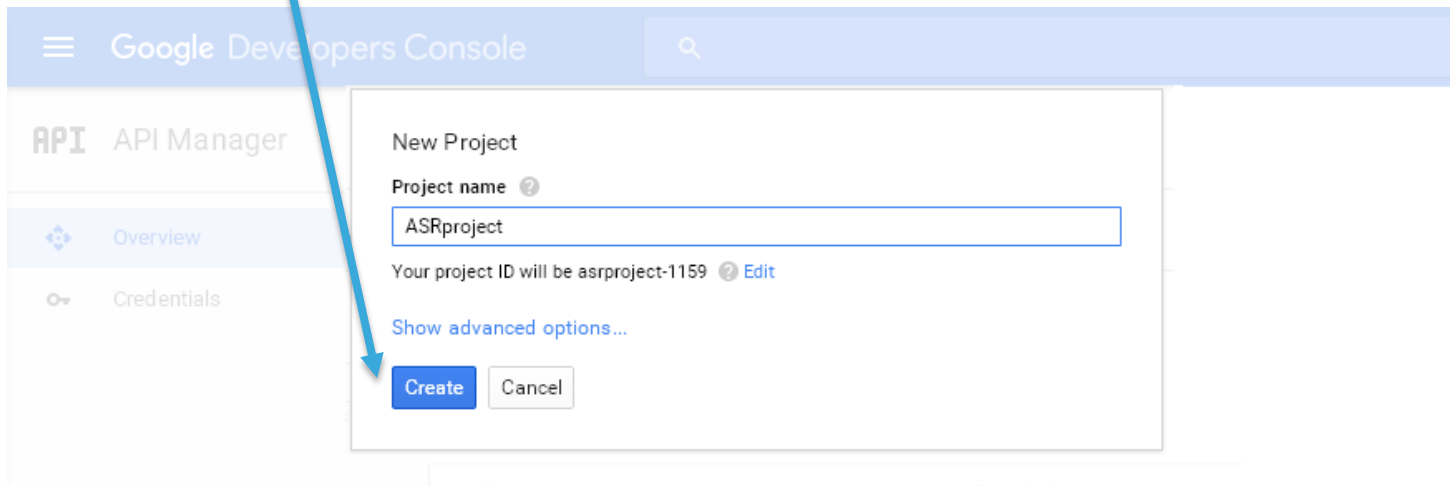 Google Developers Console
API API Manager
New Project
Project name ?
ASRproject
Overview
Your project ID will be asrproject-1159 ? Edit
Credentials
Show advanced options...
Create Cancel